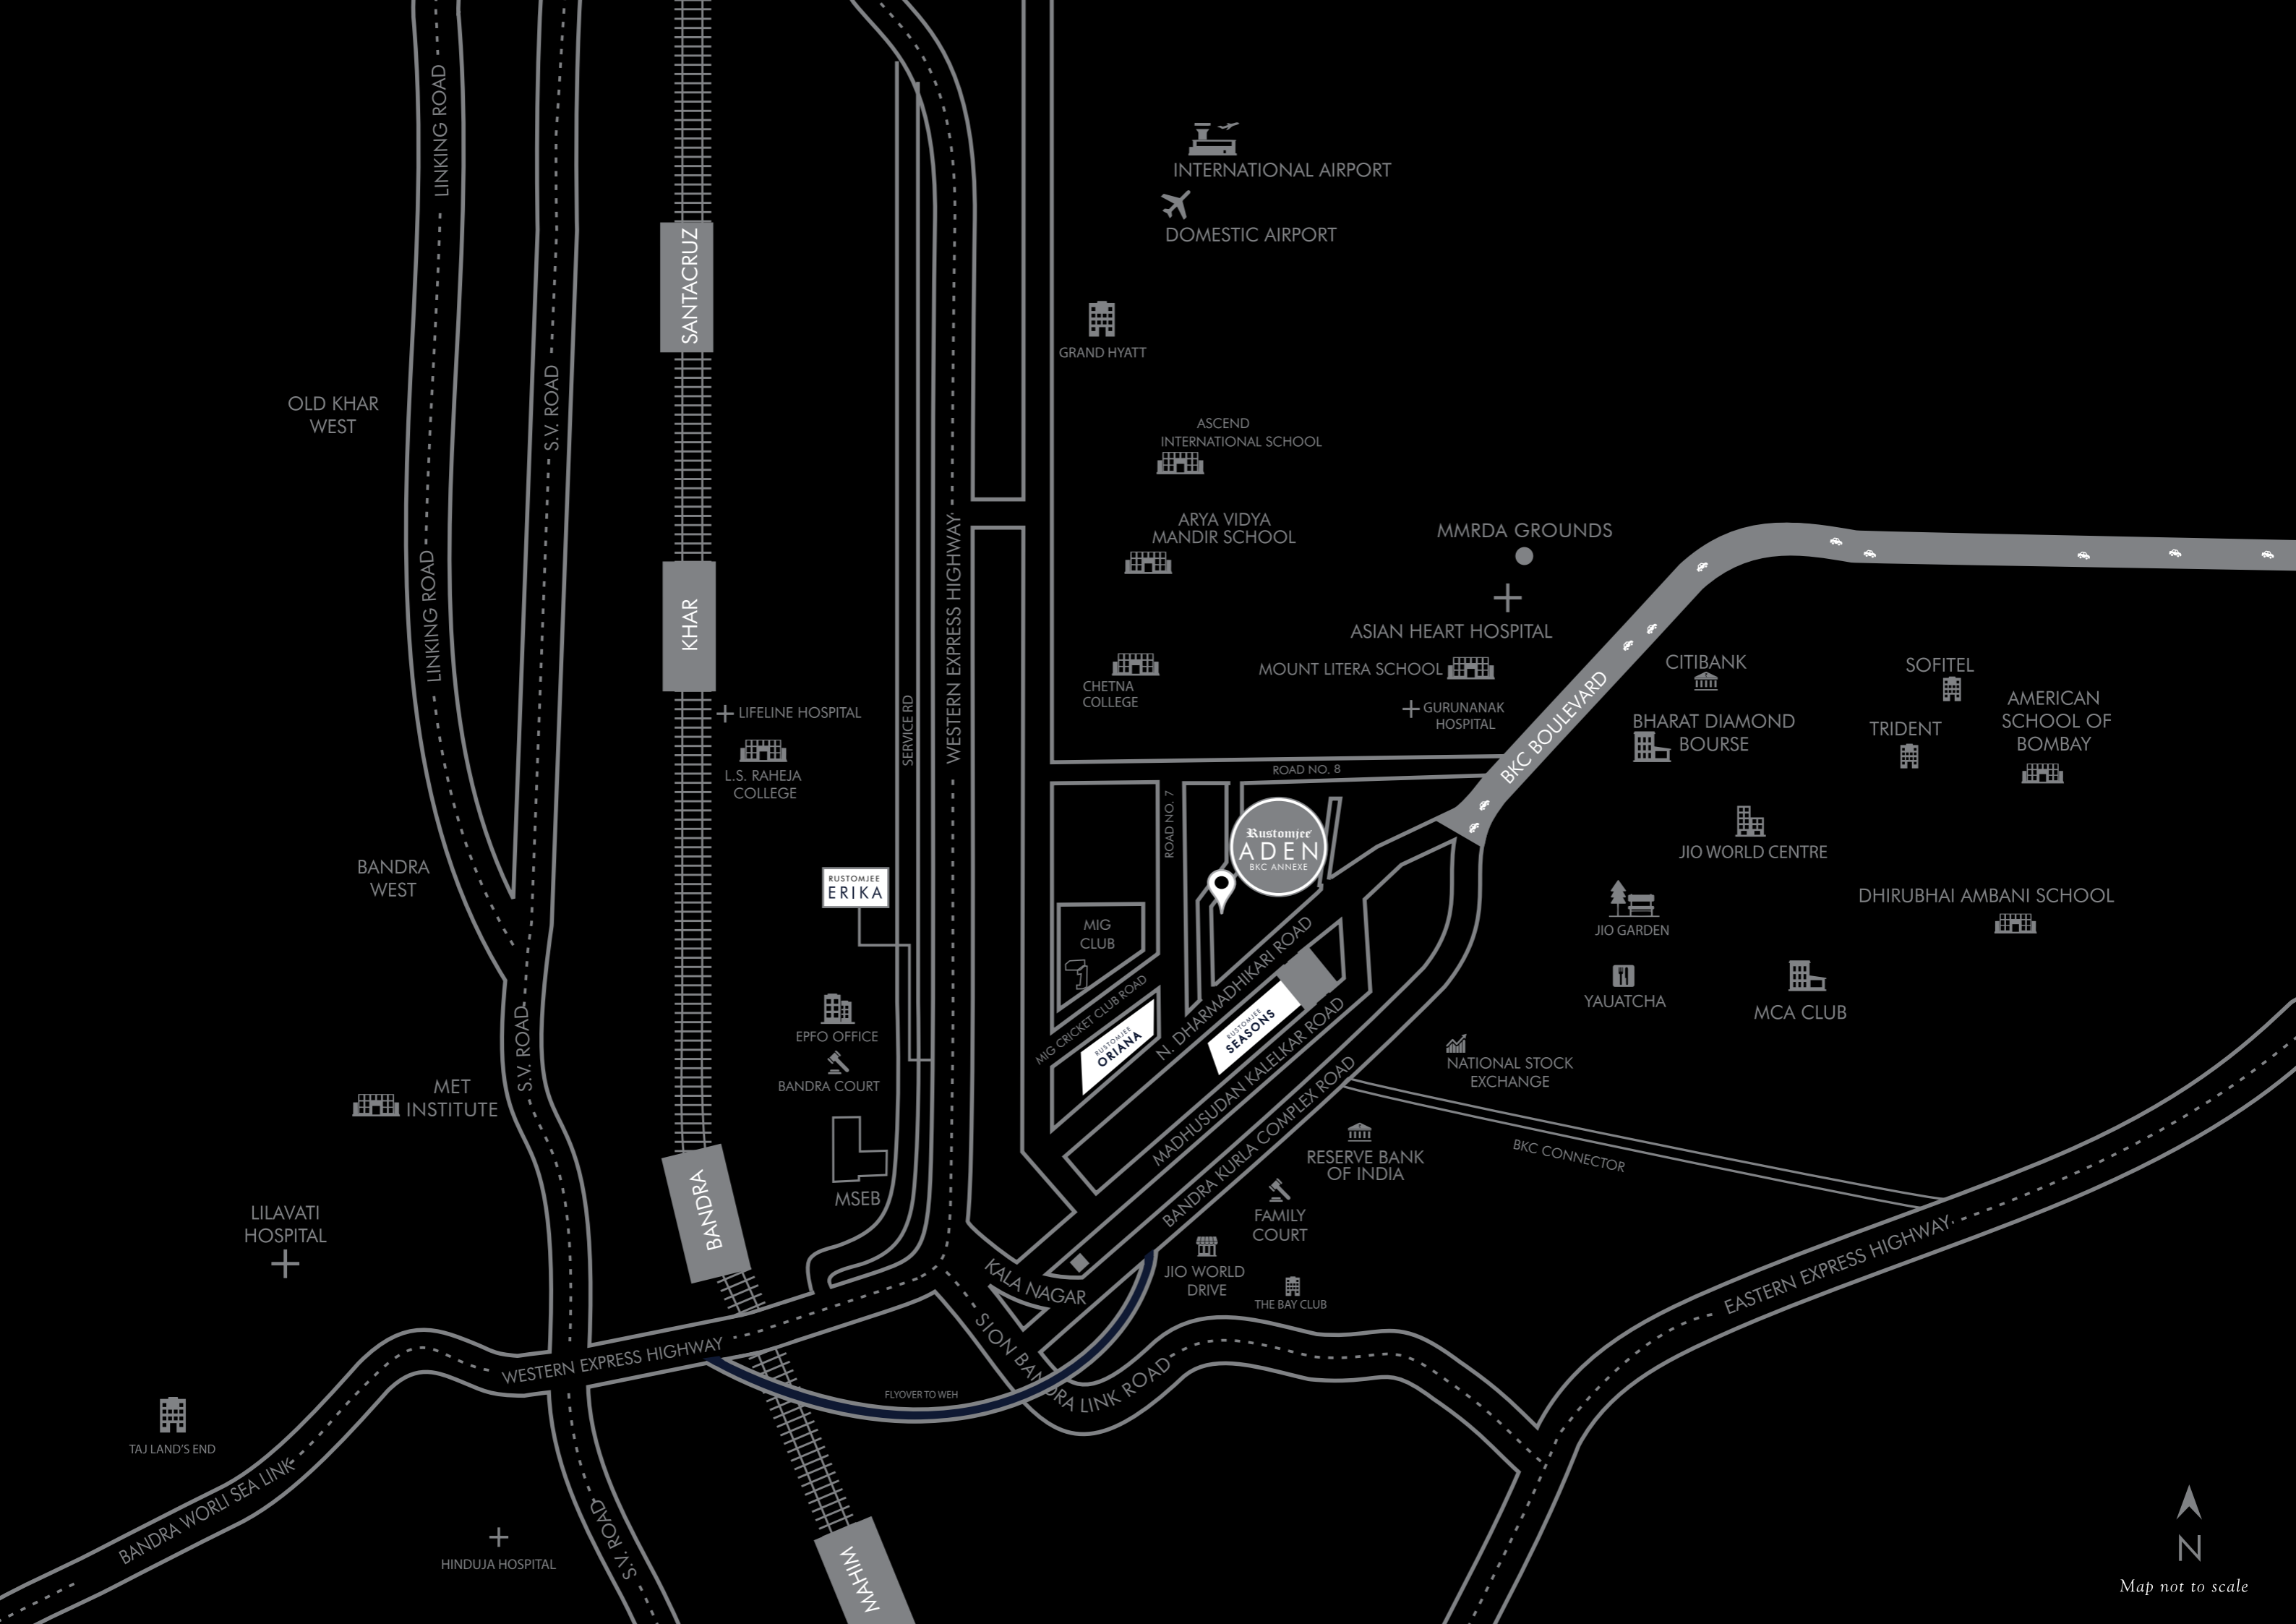 LINKING ROAD
INTERNATIONAL AIRPORT
DOMESTIC AIRPORT
SANTACRUZ
GRAND HYATT
OLD KHAR
WEST
S.V. ROAD
ASCEND
INTERNATIONAL SCHOOL
ARYA VIDYA
MANDIR SCHOOL
MMRDA GROUNDS
LINKING ROAD
KHAR
WESTERN EXPRESS HIGHWAY
ASIAN HEART HOSPITAL
MOUNT LITERA SCHOOL
CHETNA
COLLEGE
GURUNANAK
HOSPITAL
CITIBANK
SOFITEL
AMERICAN
SCHOOL OF
BOMBAY
BHARAT DIAMOND
BOURSE
TRIDENT
BKC BOULEVARD
LIFELINE HOSPITAL
L.S. RAHEJA
COLLEGE
SERVICE RD
ROAD NO. 8
ROAD NO. 7
Rustomjee
ADEN
BKC ANNEXE
JIO WORLD CENTRE
BANDRA
WEST
RUSTOMJEE
ERIKA
DHIRUBHAI AMBANI SCHOOL
MIG
CLUB
JIO GARDEN
N. DHARMADHIKARI ROAD
MIG CRICKET CLUB ROAD
YAUATCHA
MCA CLUB
RUSTOMJEE
ORIANA
RUSTOMJEE
SEASONS
S.V. ROAD
EPFO OFFICE
BANDRA COURT
MADHUSUDAN KALELKAR ROAD
NATIONAL STOCK
EXCHANGE
MET
INSTITUTE
BANDRA KURLA COMPLEX ROAD
RESERVE BANK
OF INDIA
BKC CONNECTOR
BANDRA
MSEB
LILAVATI
HOSPITAL
FAMILY
COURT
KALA NAGAR
JIO WORLD
DRIVE
THE BAY CLUB
EASTERN EXPRESS HIGHWAY
WESTERN EXPRESS HIGHWAY
SION BANDRA LINK ROAD
FLYOVER TO WEH
TAJ LAND'S END
BANDRA WORLI SEA LINK
S.V. ROAD
HINDUJA HOSPITAL
MAHIM
N
Map not to scale